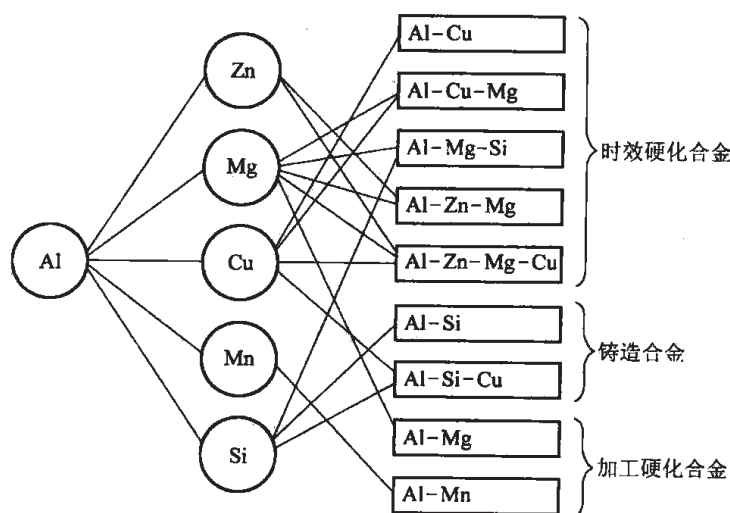 Al
Zn
Mg
Cu
Mn
Si
Al-Cu
Al-Cu-Mg
Al-Mg-Si
Al-Zn-Mg
Al-Zn-Mg-Cu
时效硬化合金
Al-Si
Al-Si-Cu
铸造合金
Al-Mg
Al-Mn
加工硬化合金